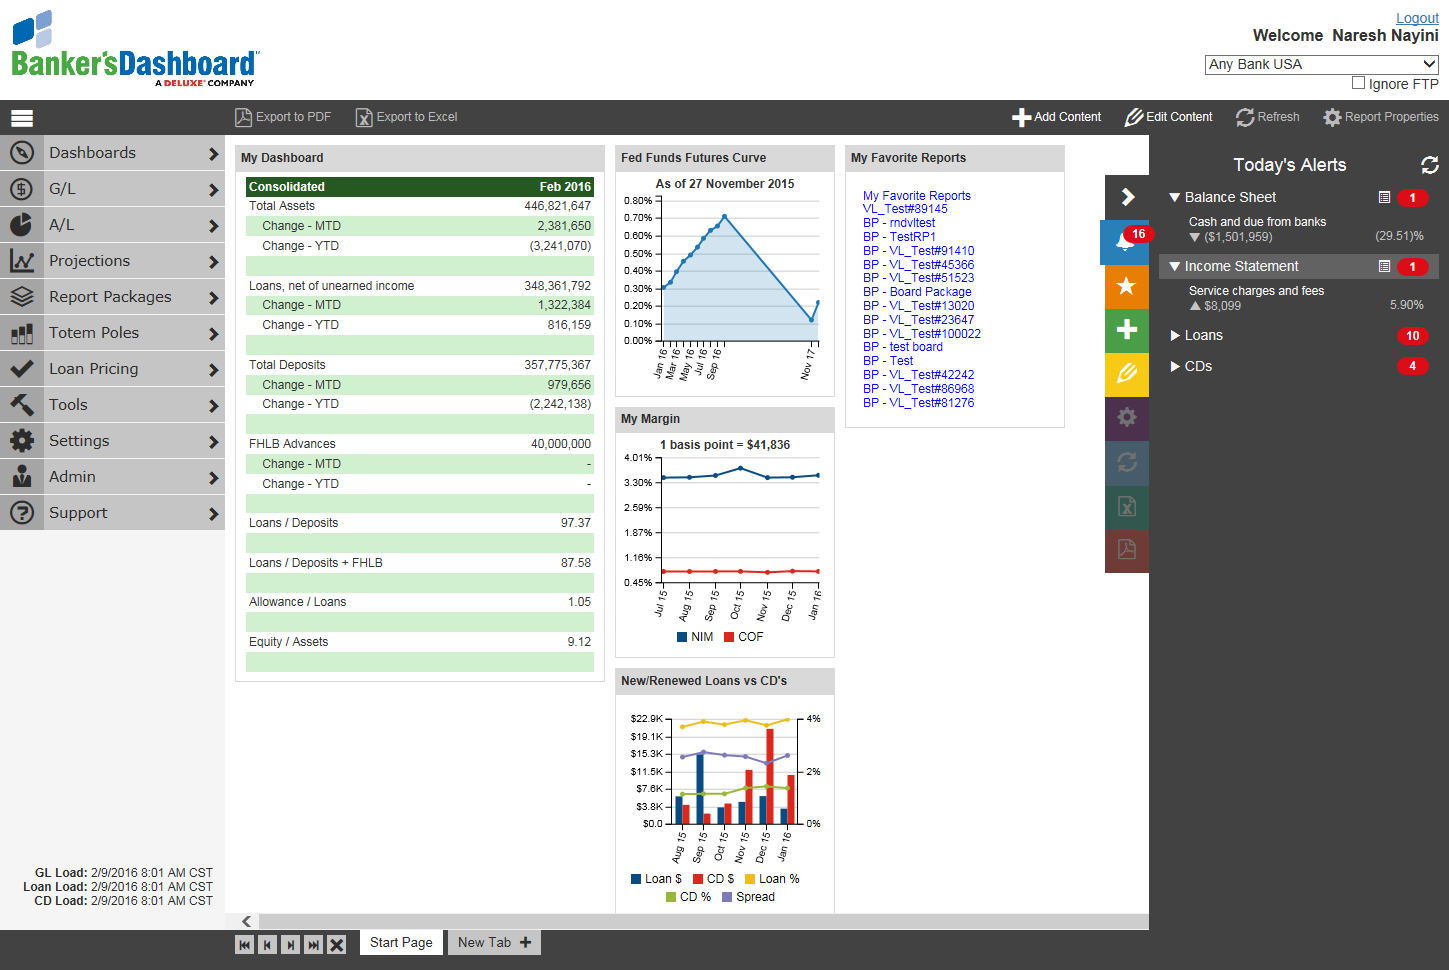 Logout
Welcome Naresh Nayini
Banker'sDashboard
A DELUXE COMPANY
Any Bank USA
Ignore FTP
Export to PDF
Export to Excel
Add Content
Edit Content
Refresh
Report Properties
Dashboards
G/L
A/L
Projections
Report Packages
Totem Poles
Loan Pricing
Tools
Settings
Admin
Support
GL Load: 2/9/2016 8:01 AM CST
Loan Load: 2/9/2016 8:01 AM CST
CD Load: 2/9/2016 8:01 AM CST
My Dashboard
Consolidated Feb 2016
Total Assets 446,821,647
Change - MTD 2,381,650
Change - YTD (3,241,070)
Loans, net of unearned income 348,361,792
Change - MTD 1,322,384
Change - YTD 816,159
Total Deposits 357,775,367
Change - MTD 979,656
Change - YTD (2,242,138)
FHLB Advances 40,000,000
Change - MTD -
Change - YTD -
Loans / Deposits 97.37
Loans / Deposits + FHLB 87.58
Allowance / Loans 1.05
Equity / Assets 9.12
Fed Funds Futures Curve
As of 27 November 2015
0.80%
0.70%
0.60%
0.50%
0.40%
0.30%
0.20%
0.10%
0.00%
Jan 16 Mar 16 May 16 Jul 16 Sep 16 Nov 17
My Margin
1 basis point = $41,836
4.01%
3.30%
2.59%
1.87%
1.16%
0.45%
Jul 15 Aug 15 Sep 15 Oct 15 Nov 15 Dec 15 Jan 16
NIM COF
New/Renewed Loans vs CD's
$22.9K 4%
$19.1K
$15.3K
$11.5K 2%
$7.6K
$3.8K
$0.0 0%
Aug 15 Sep 15 Oct 15 Nov 15 Dec 15 Jan 16
Loan $ CD $ Loan %
CD % Spread
My Favorite Reports
My Favorite Reports
VL_Test#89145
BP - rndvltest
BP - TestRP1
BP - VL_Test#91410
BP - VL_Test#45366
BP - VL_Test#51523
BP - Board Package
BP - VL_Test#13020
BP - VL_Test#23647
BP - VL_Test#100022
BP - test board
BP - Test
BP - VL_Test#42242
BP - VL_Test#86968
BP - VL_Test#81276
16
Today's Alerts
Balance Sheet 1
Cash and due from banks
($1,501,959) (29.51)%
Income Statement 1
Service charges and fees
$8,099 5.90%
Loans 10
CDs 4
Start Page
New Tab